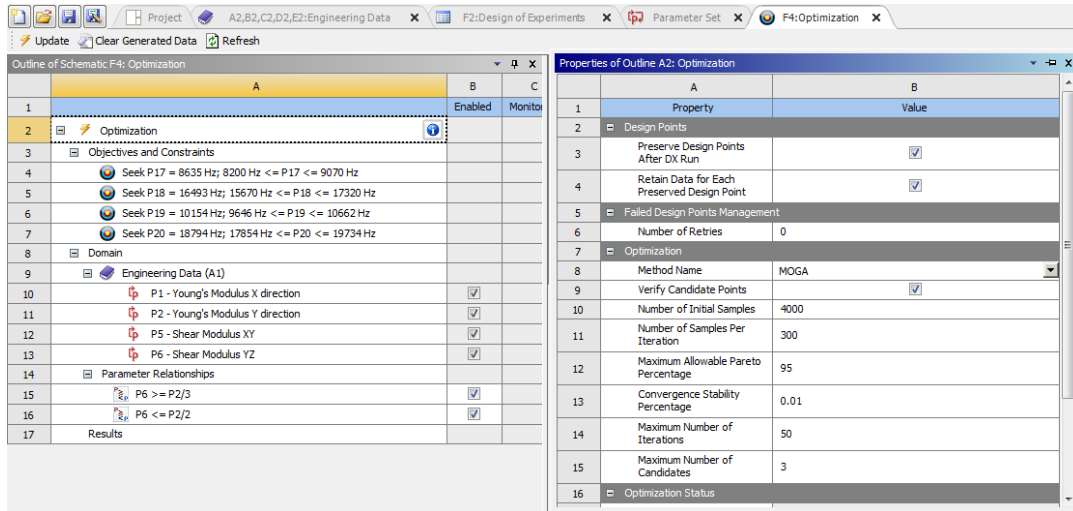 Project
A2,B2,C2,D2,E2:Engineering Data x
F2:Design of Experiments x
Parameter Set x
F4:Optimization x
Update Clear Generated Data Refresh
Outline of Schematic F4: Optimization
A B C
1 Enabled Monitor
2 Optimization
3 Objectives and Constraints
4 Seek P17 = 8635 Hz; 8200 Hz <= P17 <= 9070 Hz
5 Seek P18 = 16493 Hz; 15670 Hz <= P18 <= 17320 Hz
6 Seek P19 = 10154 Hz; 9646 Hz <= P19 <= 10662 Hz
7 Seek P20 = 18794 Hz; 17854 Hz <= P20 <= 19734 Hz
8 Domain
9 Engineering Data (A1)
10 P1 - Young's Modulus X direction
11 P2 - Young's Modulus Y direction
12 P5 - Shear Modulus XY
13 P6 - Shear Modulus YZ
14 Parameter Relationships
15 P6 >= P2/3
16 P6 <= P2/2
17 Results
Properties of Outline A2: Optimization
A B
1 Property Value
2 Design Points
3 Preserve Design Points
After DX Run
4 Retain Data for Each
Preserved Design Point
5 Failed Design Points Management
6 Number of Retries 0
7 Optimization
8 Method Name MOGA
9 Verify Candidate Points
10 Number of Initial Samples 4000
11 Number of Samples Per
Iteration 300
12 Maximum Allowable Pareto
Percentage 95
13 Convergence Stability
Percentage 0.01
14 Maximum Number of
Iterations 50
15 Maximum Number of
Candidates 3
16 Optimization Status